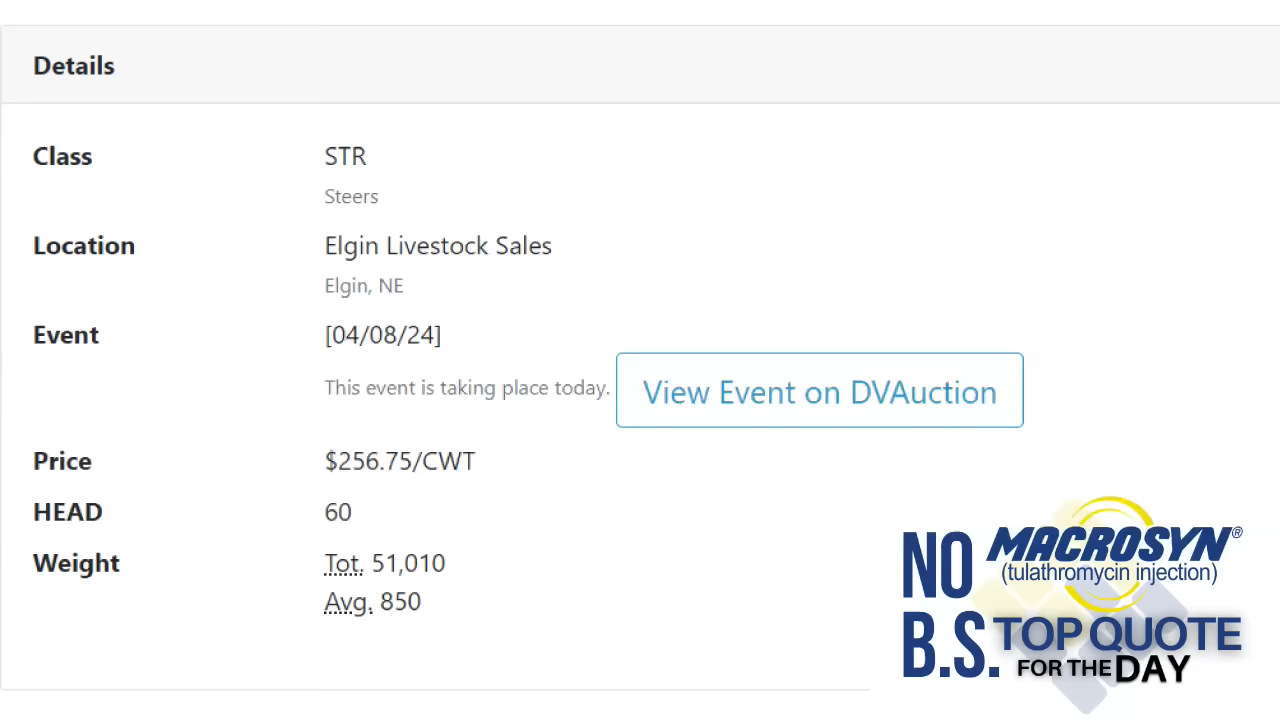 Details
Class
STR
Steers
Location
Elgin Livestock Sales
Elgin, NE
Event
[04/08/24]
This event is taking place today.
View Event on DVAuction
Price
$256.75/CWT
HEAD
60
Weight
Tot. 51,010
Avg. 850
NO
B.S.
MACROSYN®
(tulathromycin injection)
TOP QUOTE
FOR THE DAY